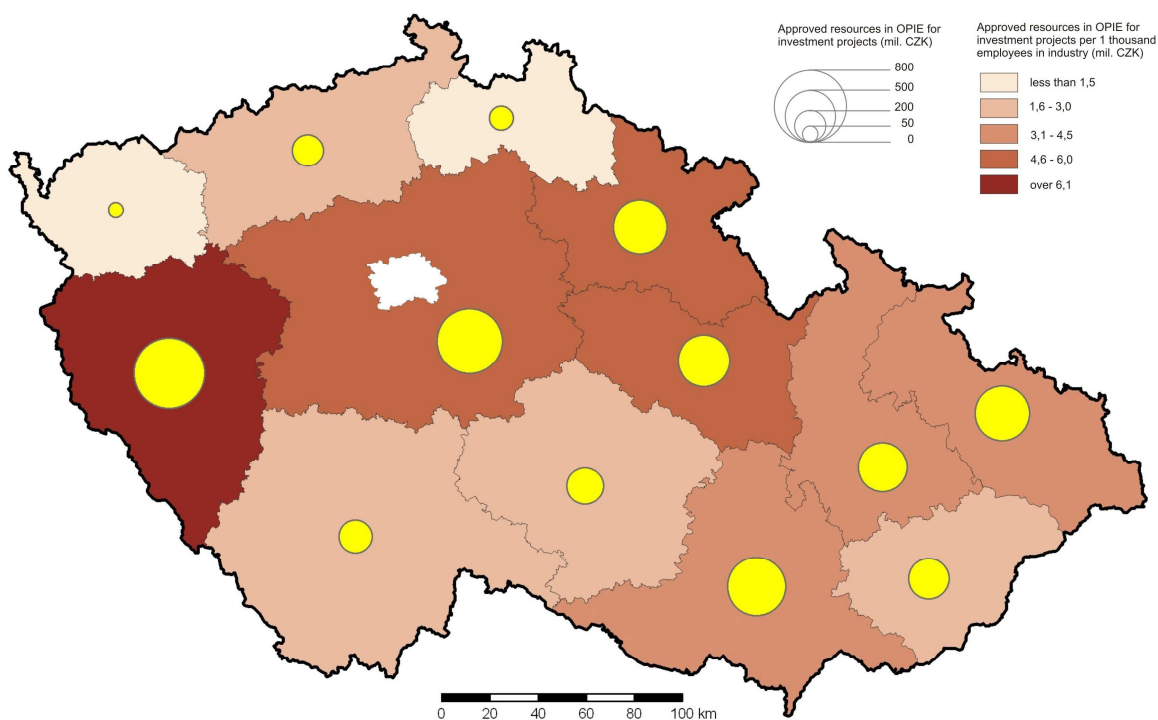 Approved resources in OPIE for
investment projects (mil. CZK)
800
500
200
50
0
Approved resources in OPIE for
investment projects per 1 thousand
employees in industry (mil. CZK)
less than 1,5
1,6 - 3,0
3,1 - 4,5
4,6 - 6,0
over 6,1
0 20 40 60 80 100 km